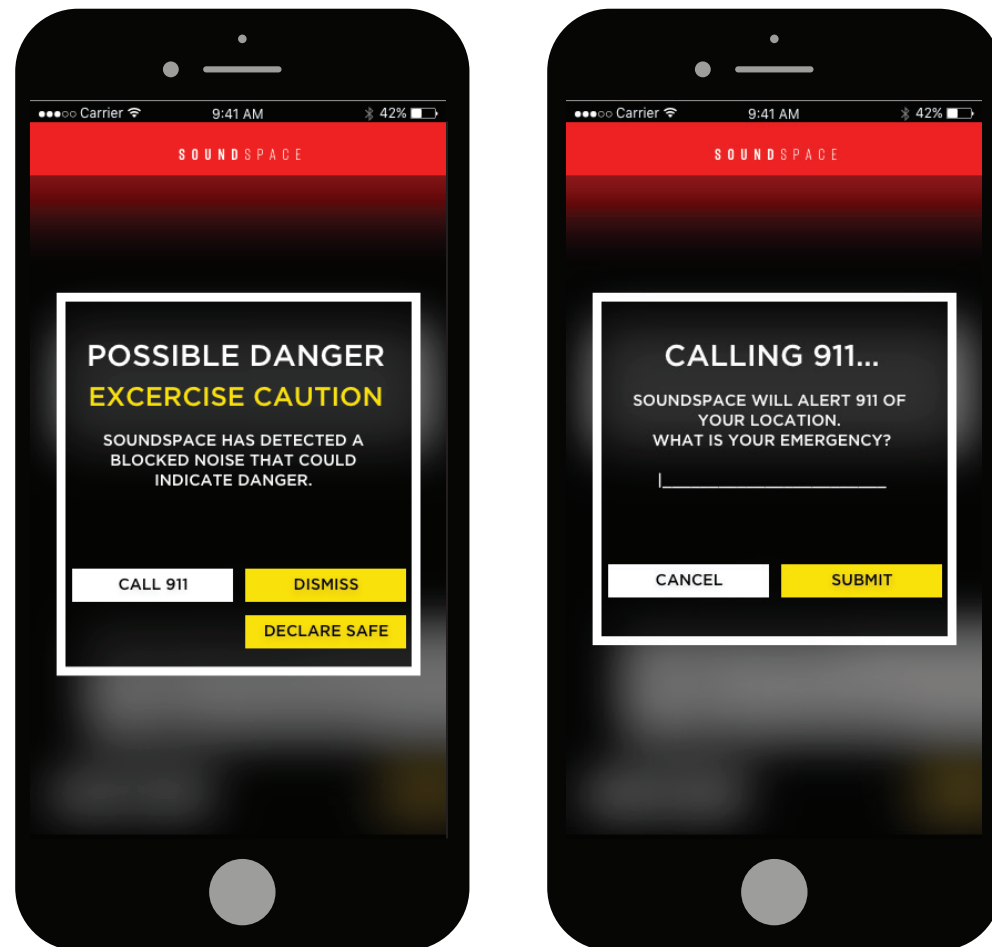 Carrier 9:41 AM 42%
SOUNDSPACE
POSSIBLE DANGER
EXCERCISE CAUTION
SOUNDSPACE HAS DETECTED A
BLOCKED NOISE THAT COULD
INDICATE DANGER.
CALL 911 DISMISS
DECLARE SAFE
Carrier 9:41 AM 42%
SOUNDSPACE
CALLING 911...
SOUNDSPACE WILL ALERT 911 OF
YOUR LOCATION.
WHAT IS YOUR EMERGENCY?
|________________________
CANCEL SUBMIT